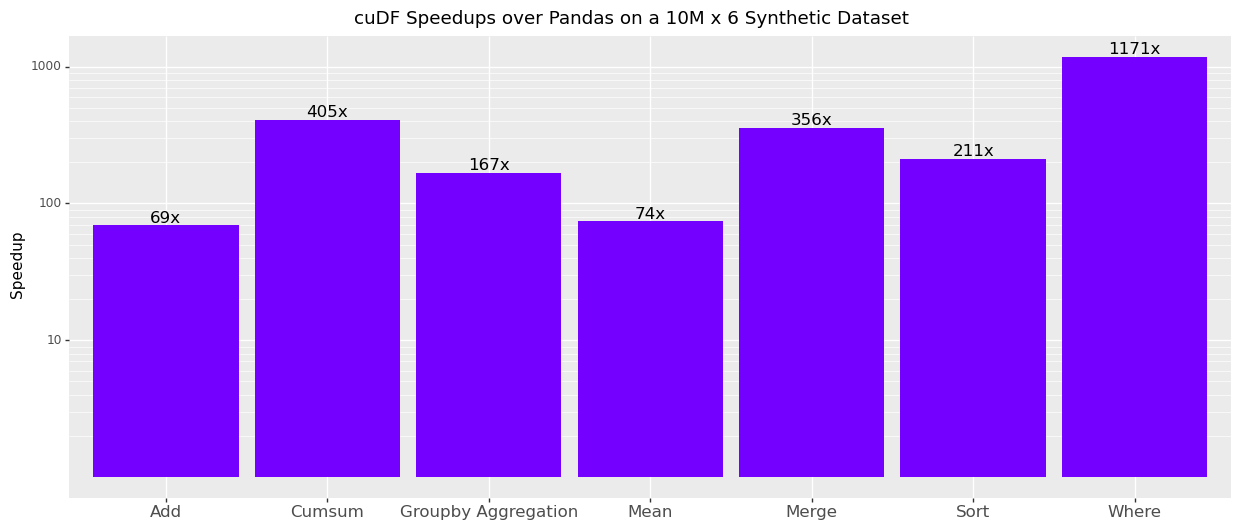 cuDF Speedups over Pandas on a 10M x 6 Synthetic Dataset
Speedup
1000
100
10
69x
405x
167x
74x
356x
211x
1171x
Add
Cumsum
Groupby Aggregation
Mean
Merge
Sort
Where